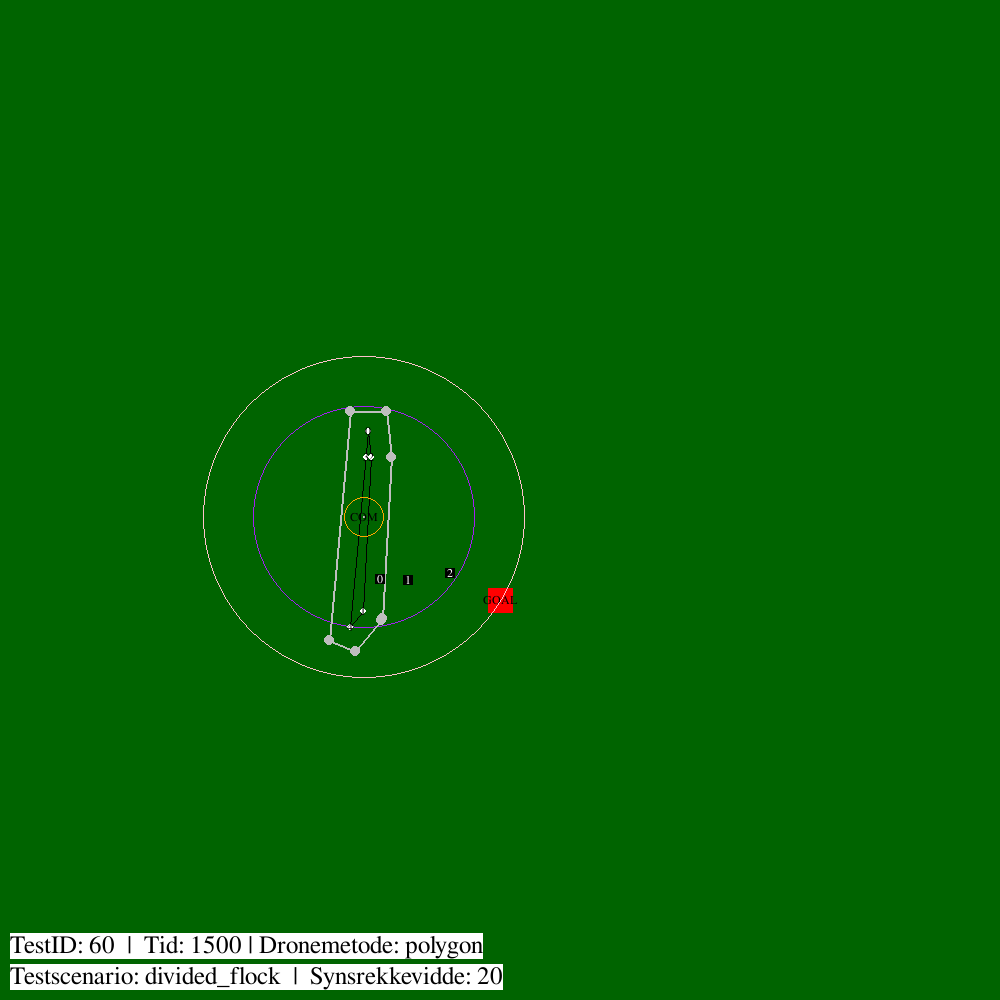 COM
0
1
2
GOAL
TestID: 60 | Tid: 1500 | Dronemetode: polygon
Testscenario: divided_flock | Synsrekkevidde: 20